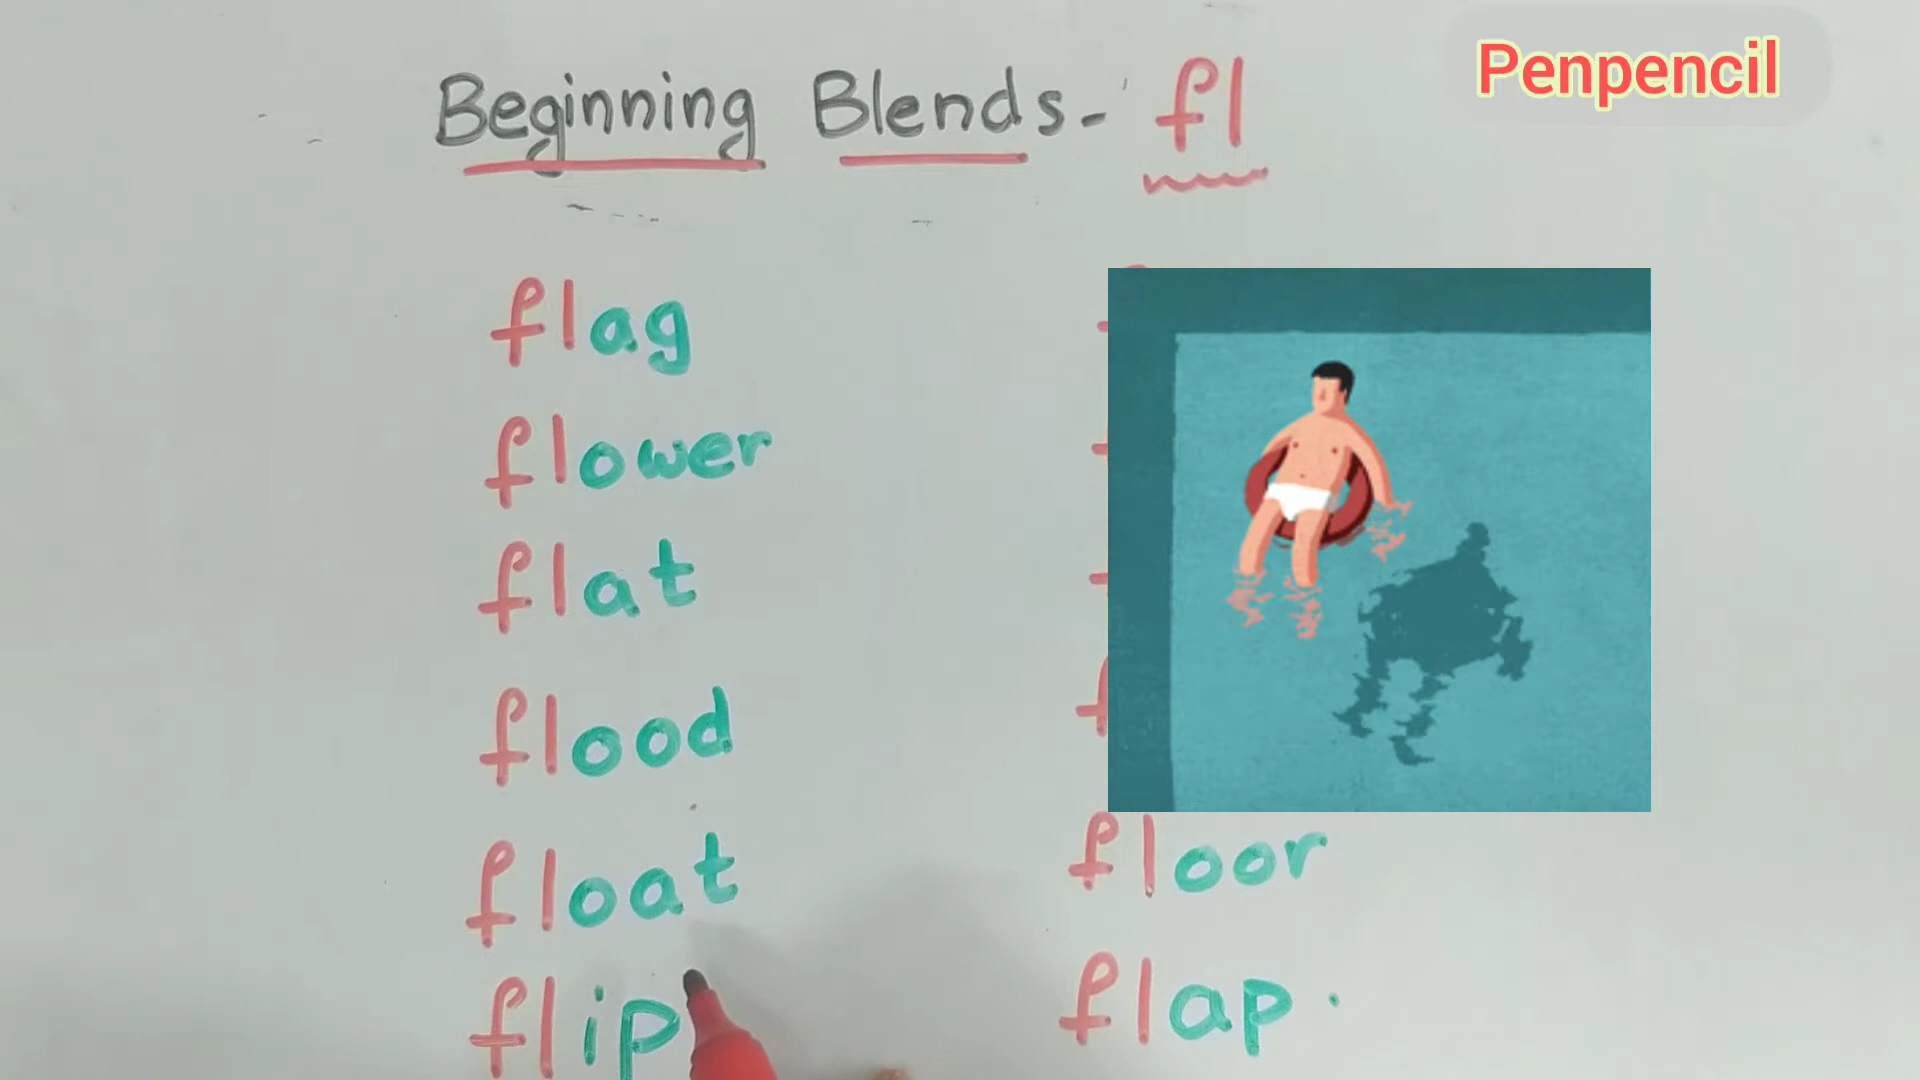 Penpencil
Beginning Blends - fl
flag
flower
flat
flood
float
flip
floor
flap.